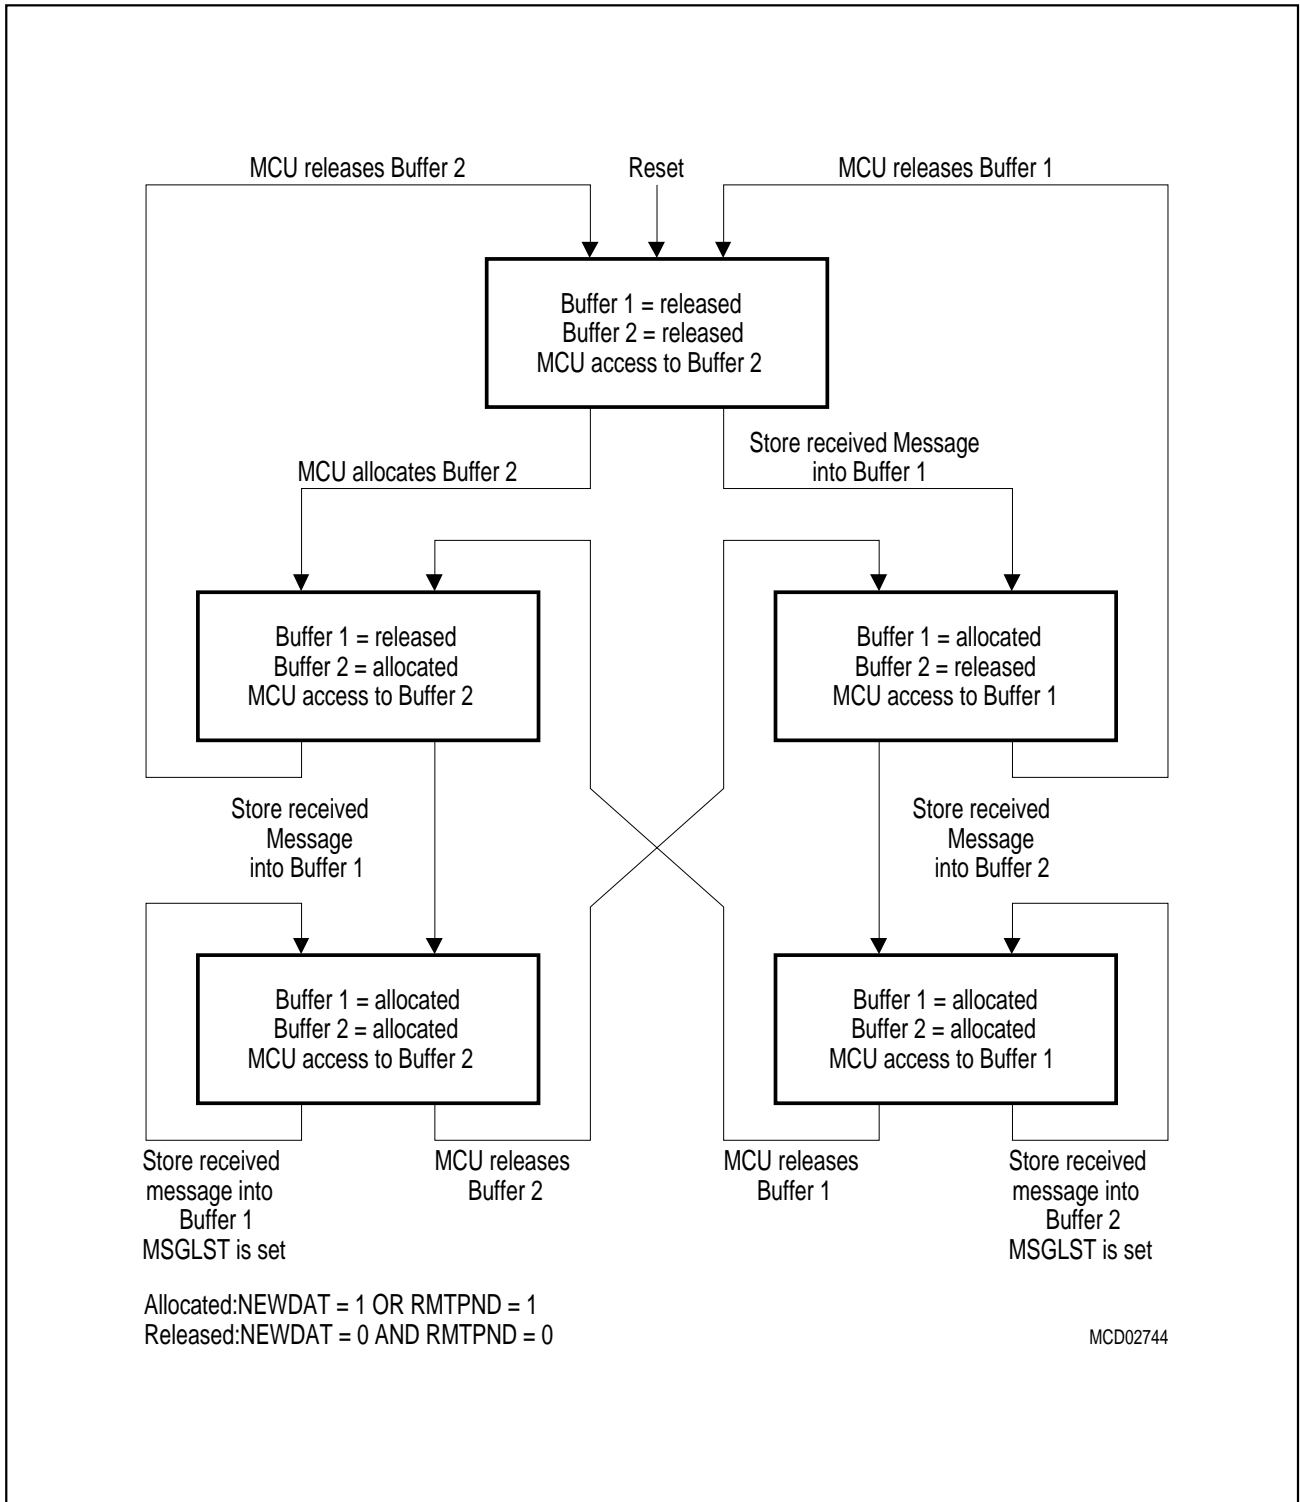 MCU releases Buffer 2
Reset
MCU releases Buffer 1
Buffer 1 = released
Buffer 2 = released
MCU access to Buffer 2
MCU allocates Buffer 2
Store received Message
into Buffer 1
Buffer 1 = released
Buffer 2 = allocated
MCU access to Buffer 2
Buffer 1 = allocated
Buffer 2 = released
MCU access to Buffer 1
Store received
Message
into Buffer 1
Store received
Message
into Buffer 2
Buffer 1 = allocated
Buffer 2 = allocated
MCU access to Buffer 2
Buffer 1 = allocated
Buffer 2 = allocated
MCU access to Buffer 1
Store received
message into
Buffer 1
MSGLST is set
MCU releases
Buffer 2
MCU releases
Buffer 1
Store received
message into
Buffer 2
MSGLST is set
Allocated:NEWDAT = 1 OR RMTPND = 1
Released:NEWDAT = 0 AND RMTPND = 0
MCD02744